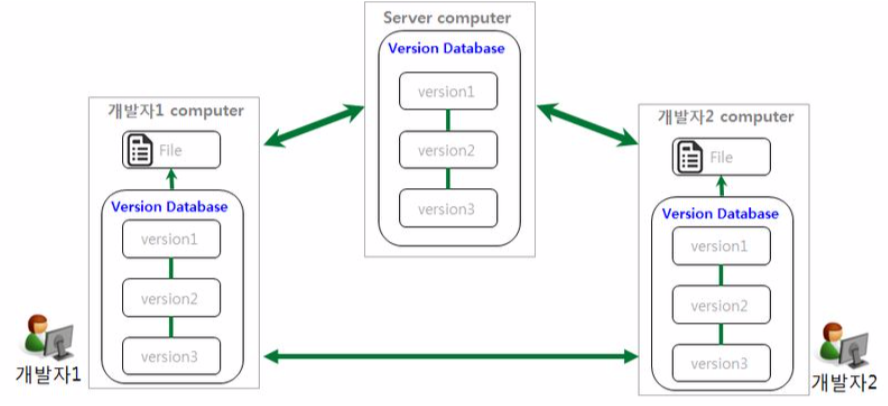 Server computer
Version Database
version1
version2
version3
개발자1 computer
File
Version Database
version1
version2
version3
개발자1
개발자2 computer
File
Version Database
version1
version2
version3
개발자2